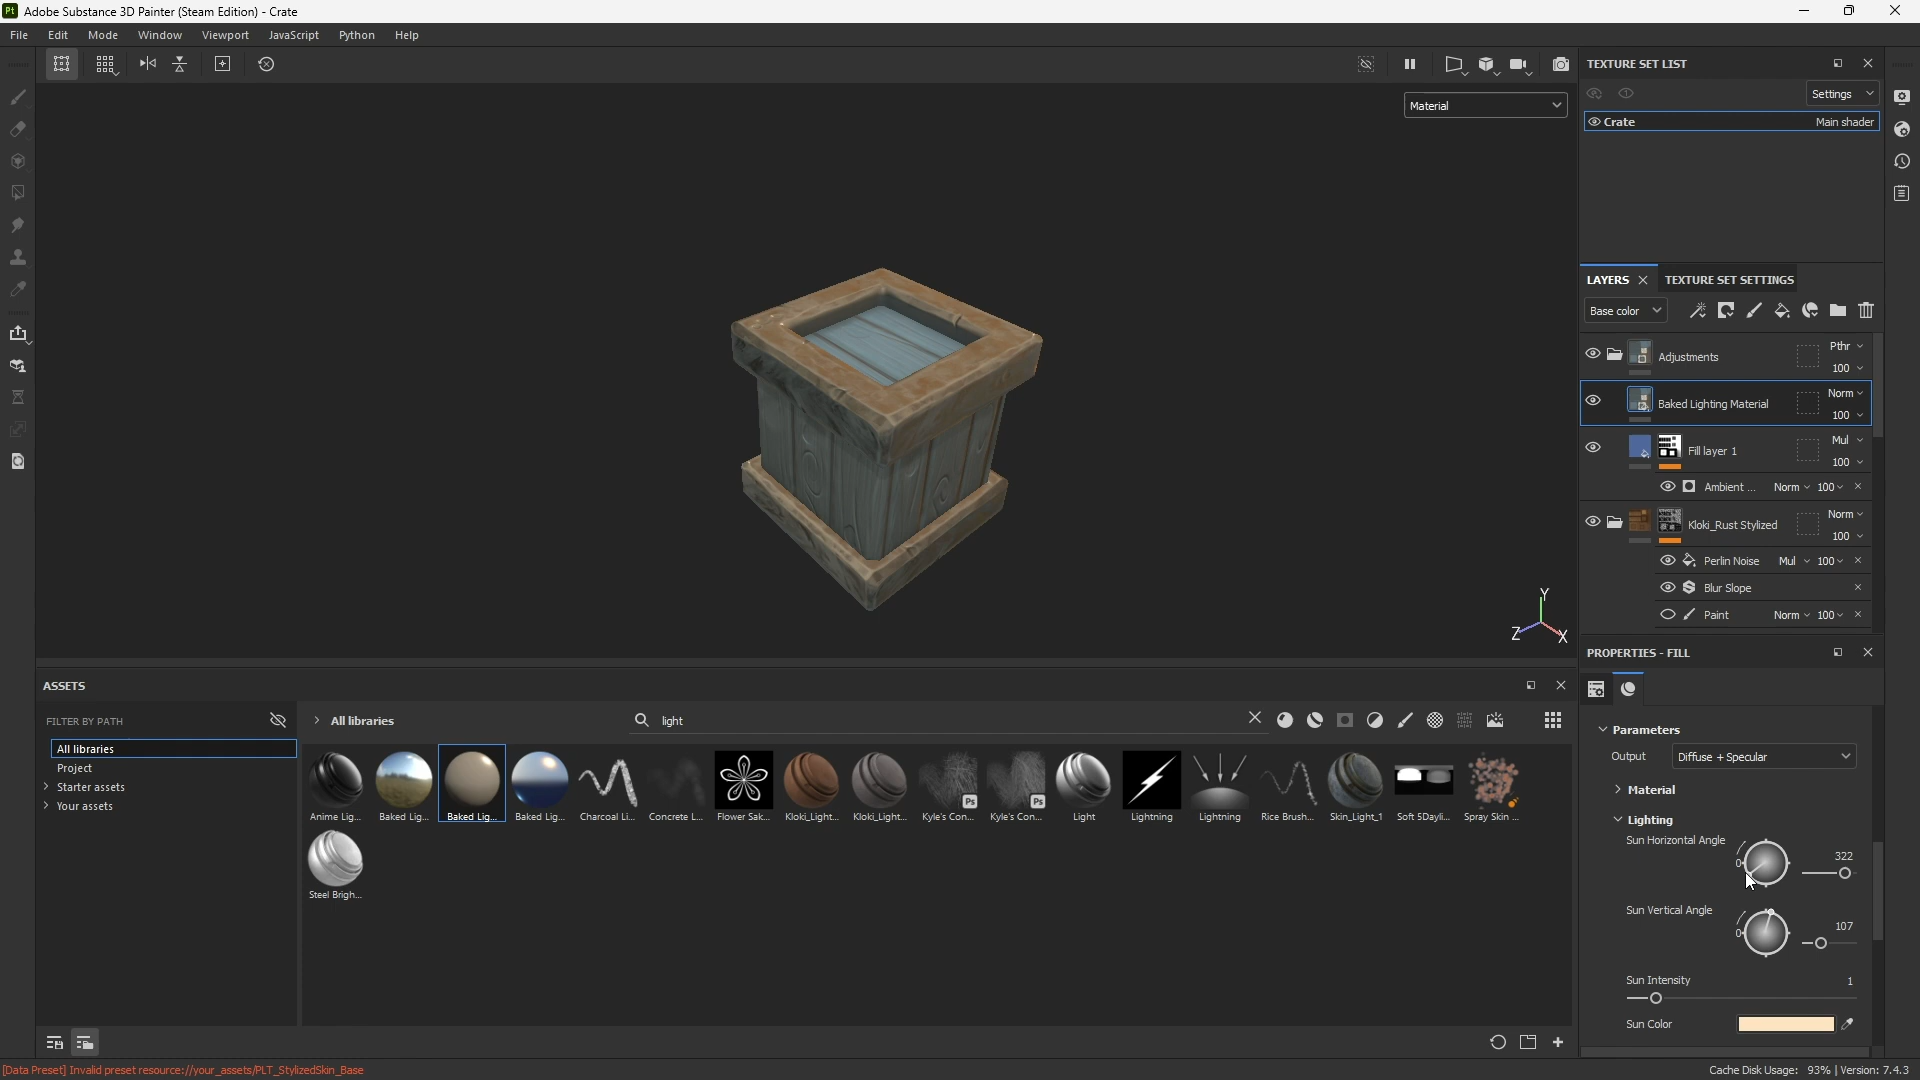 Pt Adobe Substance 3D Painter (Steam Edition) - Crate
File Edit Mode Window Viewport JavaScript Python Help
Material
TEXTURE SET LIST
Settings
Crate Main shader
LAYERS TEXTURE SET SETTINGS
Base color
Adjustments Pthr 100
Baked Lighting Material Norm 100
Fill layer 1 Mul 100
Ambient ... Norm 100
Kloki_Rust Stylized Norm 100
Perlin Noise Mul 100
Blur Slope
Paint Norm 100
Y
Z X
PROPERTIES - FILL
Parameters
Output Diffuse + Specular
Material
Lighting
Sun Horizontal Angle 0 322
Sun Vertical Angle 0 107
Sun Intensity 1
Sun Color
ASSETS
FILTER BY PATH
All libraries
Project
Starter assets
Your assets
All libraries
light
Anime Lig... Baked Lig... Baked Lig... Baked Lig... Charcoal Li... Concrete L... Flower Sak... Kloki_Light... Kloki_Light... Kyle's Con... Kyle's Con... Light Lightning Lightning Rice Brush... Skin_Light_1 Soft 5Dayli... Spray Skin ...
Ps Ps
Steel Brigh...
[Data Preset] Invalid preset resource://your_assets/PLT_StylizedSkin_Base
Cache Disk Usage: 93% | Version: 7.4.3